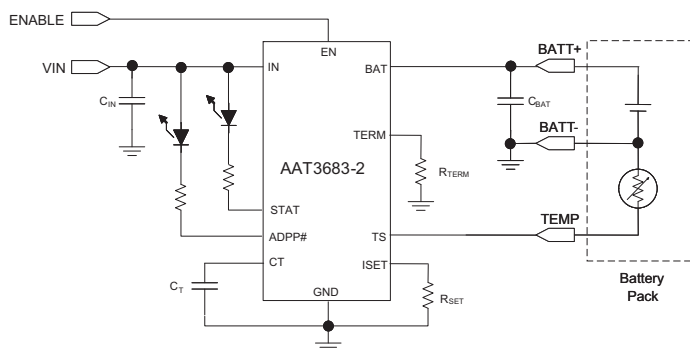 ENABLE
VIN
EN
IN
BAT
BATT+
C_IN
C_BAT
BATT-
TERM
AAT3683-2
R_TERM
STAT
ADPP#
TS
TEMP
CT
ISET
C_T
GND
R_SET
Battery
Pack